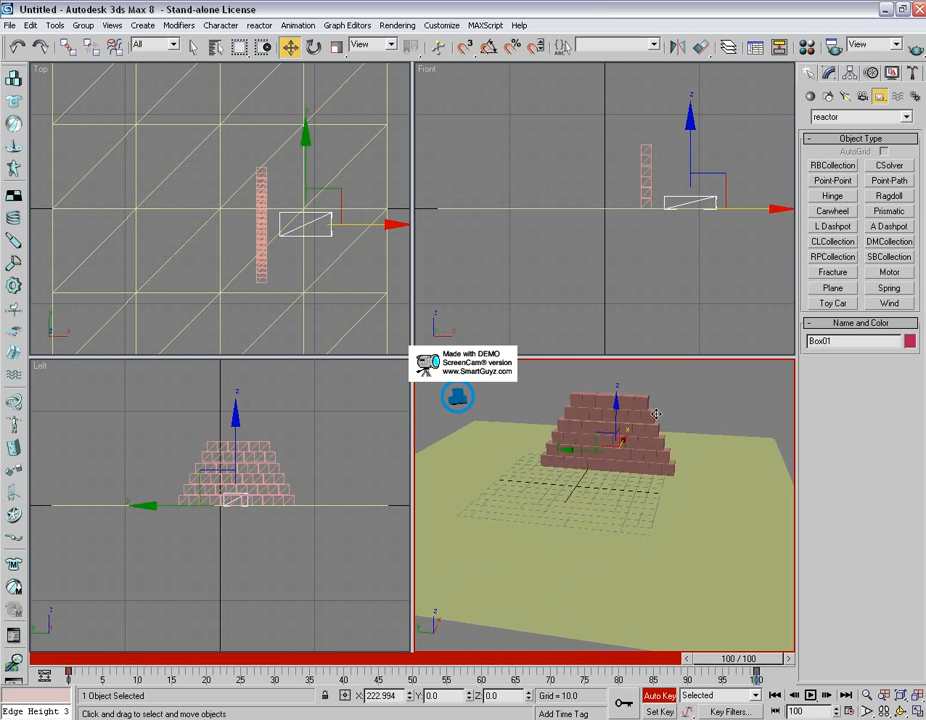 Untitled - Autodesk 3ds Max 8 - Stand-alone License
File Edit Tools Group Views Create Modifiers Character reactor Animation Graph Editors Rendering Customize MAXScript Help
All View View
Top
Front
reactor
Object Type
AutoGrid
RBCollection CSolver
Point-Point Point-Path
Hinge Ragdoll
Carwheel Prismatic
L Dashpot A Dashpot
CLCollection DMCollection
RPCollection SBCollection
Fracture Motor
Plane Spring
Toy Car Wind
Name and Color
Box01
Left
Made with DEMO
ScreenCam® version
www.SmartGuyz.com
z
x
y
100 / 100
0 5 10 15 20 25 30 35 40 45 50 55 60 65 70 75 80 85 90 95 100
1 Object Selected X: 222.994 Y: 0.0 Z: 0.0 Grid = 10.0 Auto Key Selected
Edge Height 3 Click and drag to select and move objects Add Time Tag Set Key Key Filters... 100